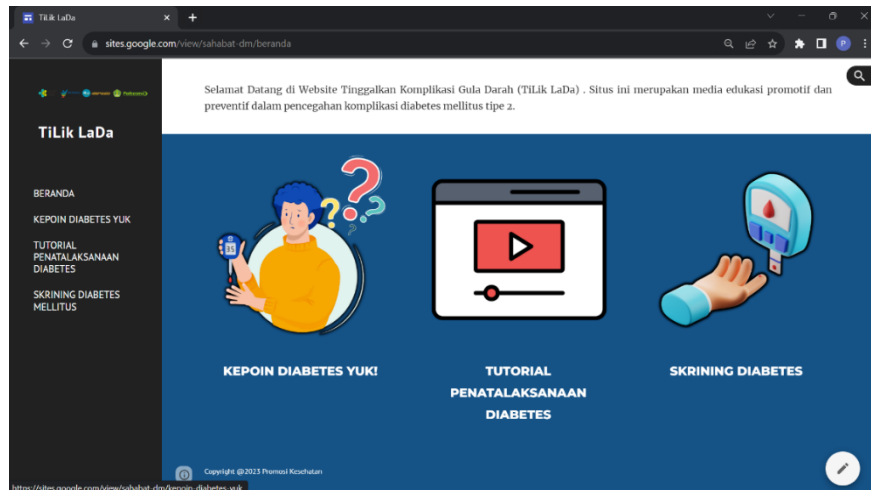 TiLik LaDa
sites.google.com/view/sahabat-dm/beranda
P
Selamat Datang di Website Tinggalkan Komplikasi Gula Darah (TiLik LaDa) . Situs ini merupakan media edukasi promotif dan
preventif dalam pencegahan komplikasi diabetes mellitus tipe 2.
TiLik LaDa
BERANDA
KEPOIN DIABETES YUK
TUTORIAL
PENATALAKSANAAN
DIABETES
SKRINING DIABETES
MELLITUS
35
KEPOIN DIABETES YUK!
TUTORIAL
PENATALAKSANAAN
DIABETES
SKRINING DIABETES
Copyright @2023 Promosi Kesehatan
https://sites.google.com/view/sahabat-dm/kepoin-diabetes-yuk